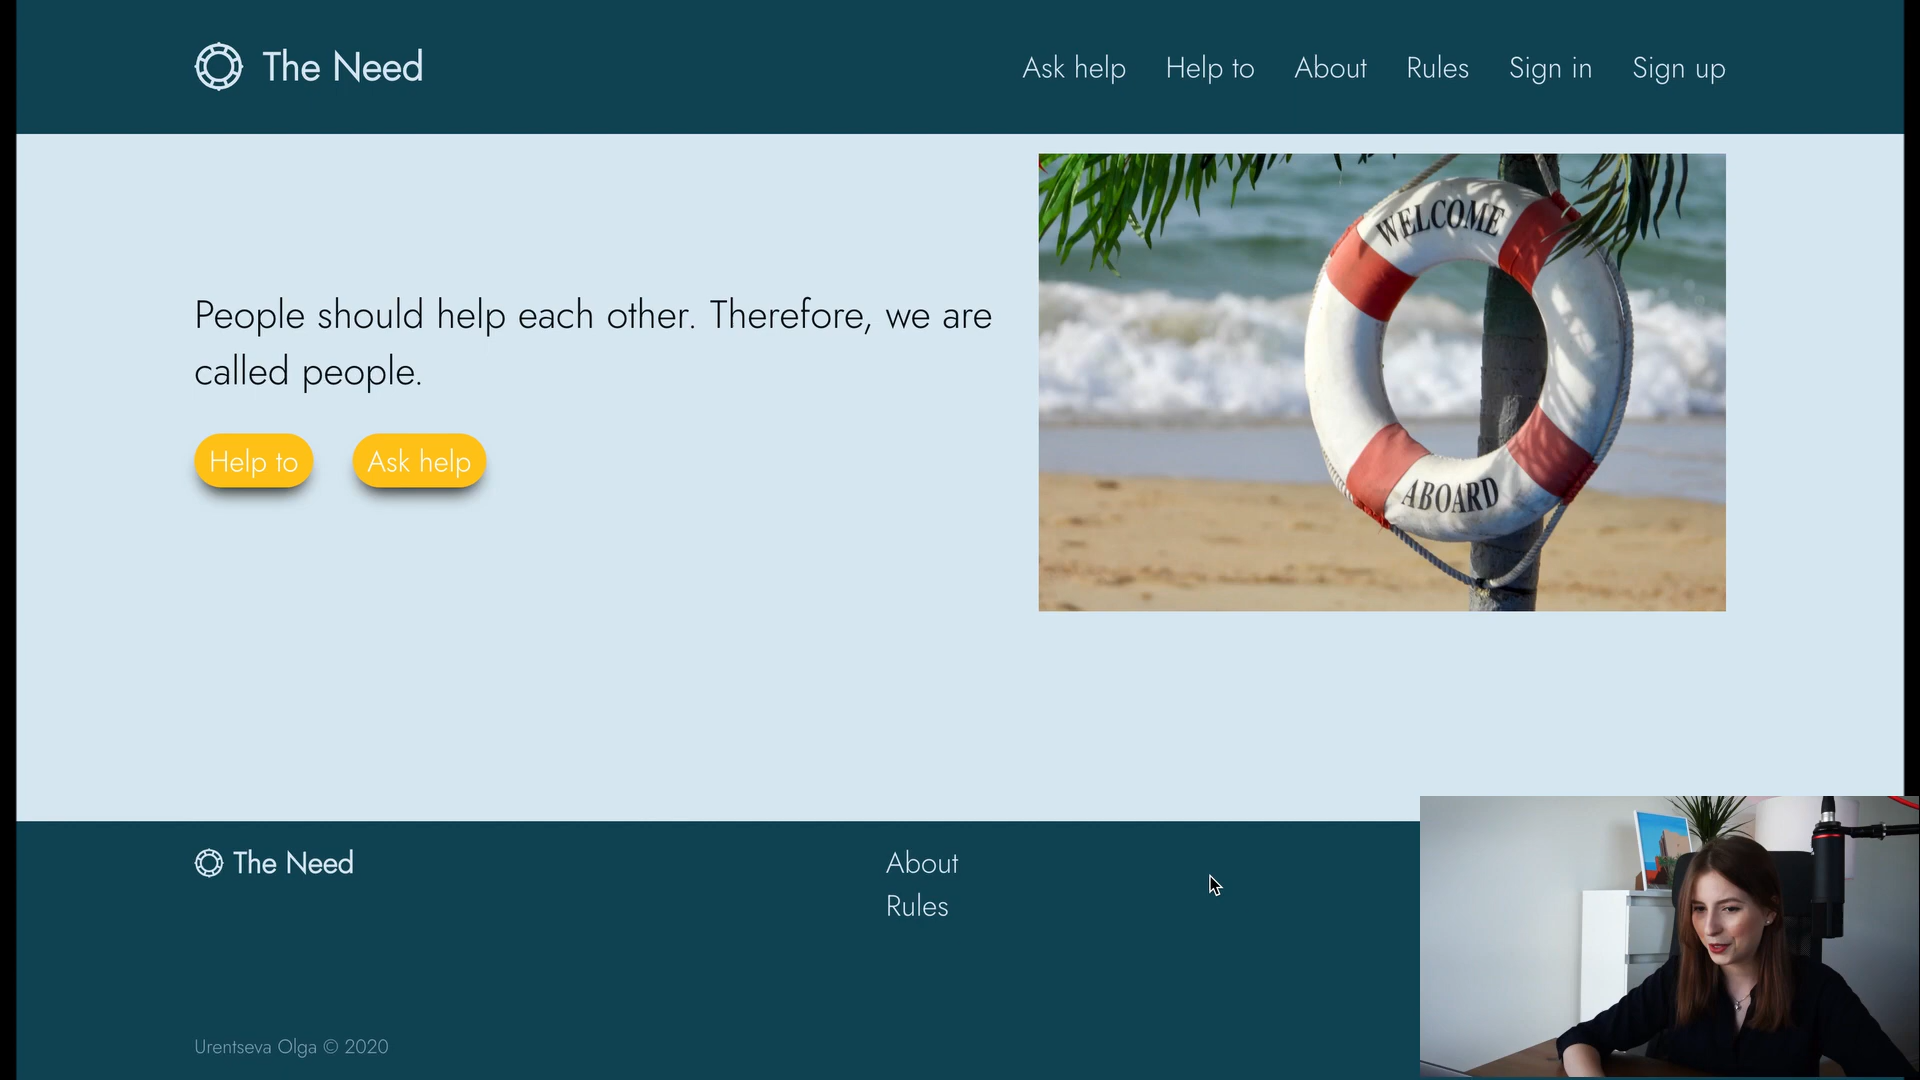 The Need
Ask help
Help to
About
Rules
Sign in
Sign up
People should help each other. Therefore, we are
called people.
Help to
Ask help
WELCOME
ABOARD
The Need
About
Rules
Urentseva Olga © 2020